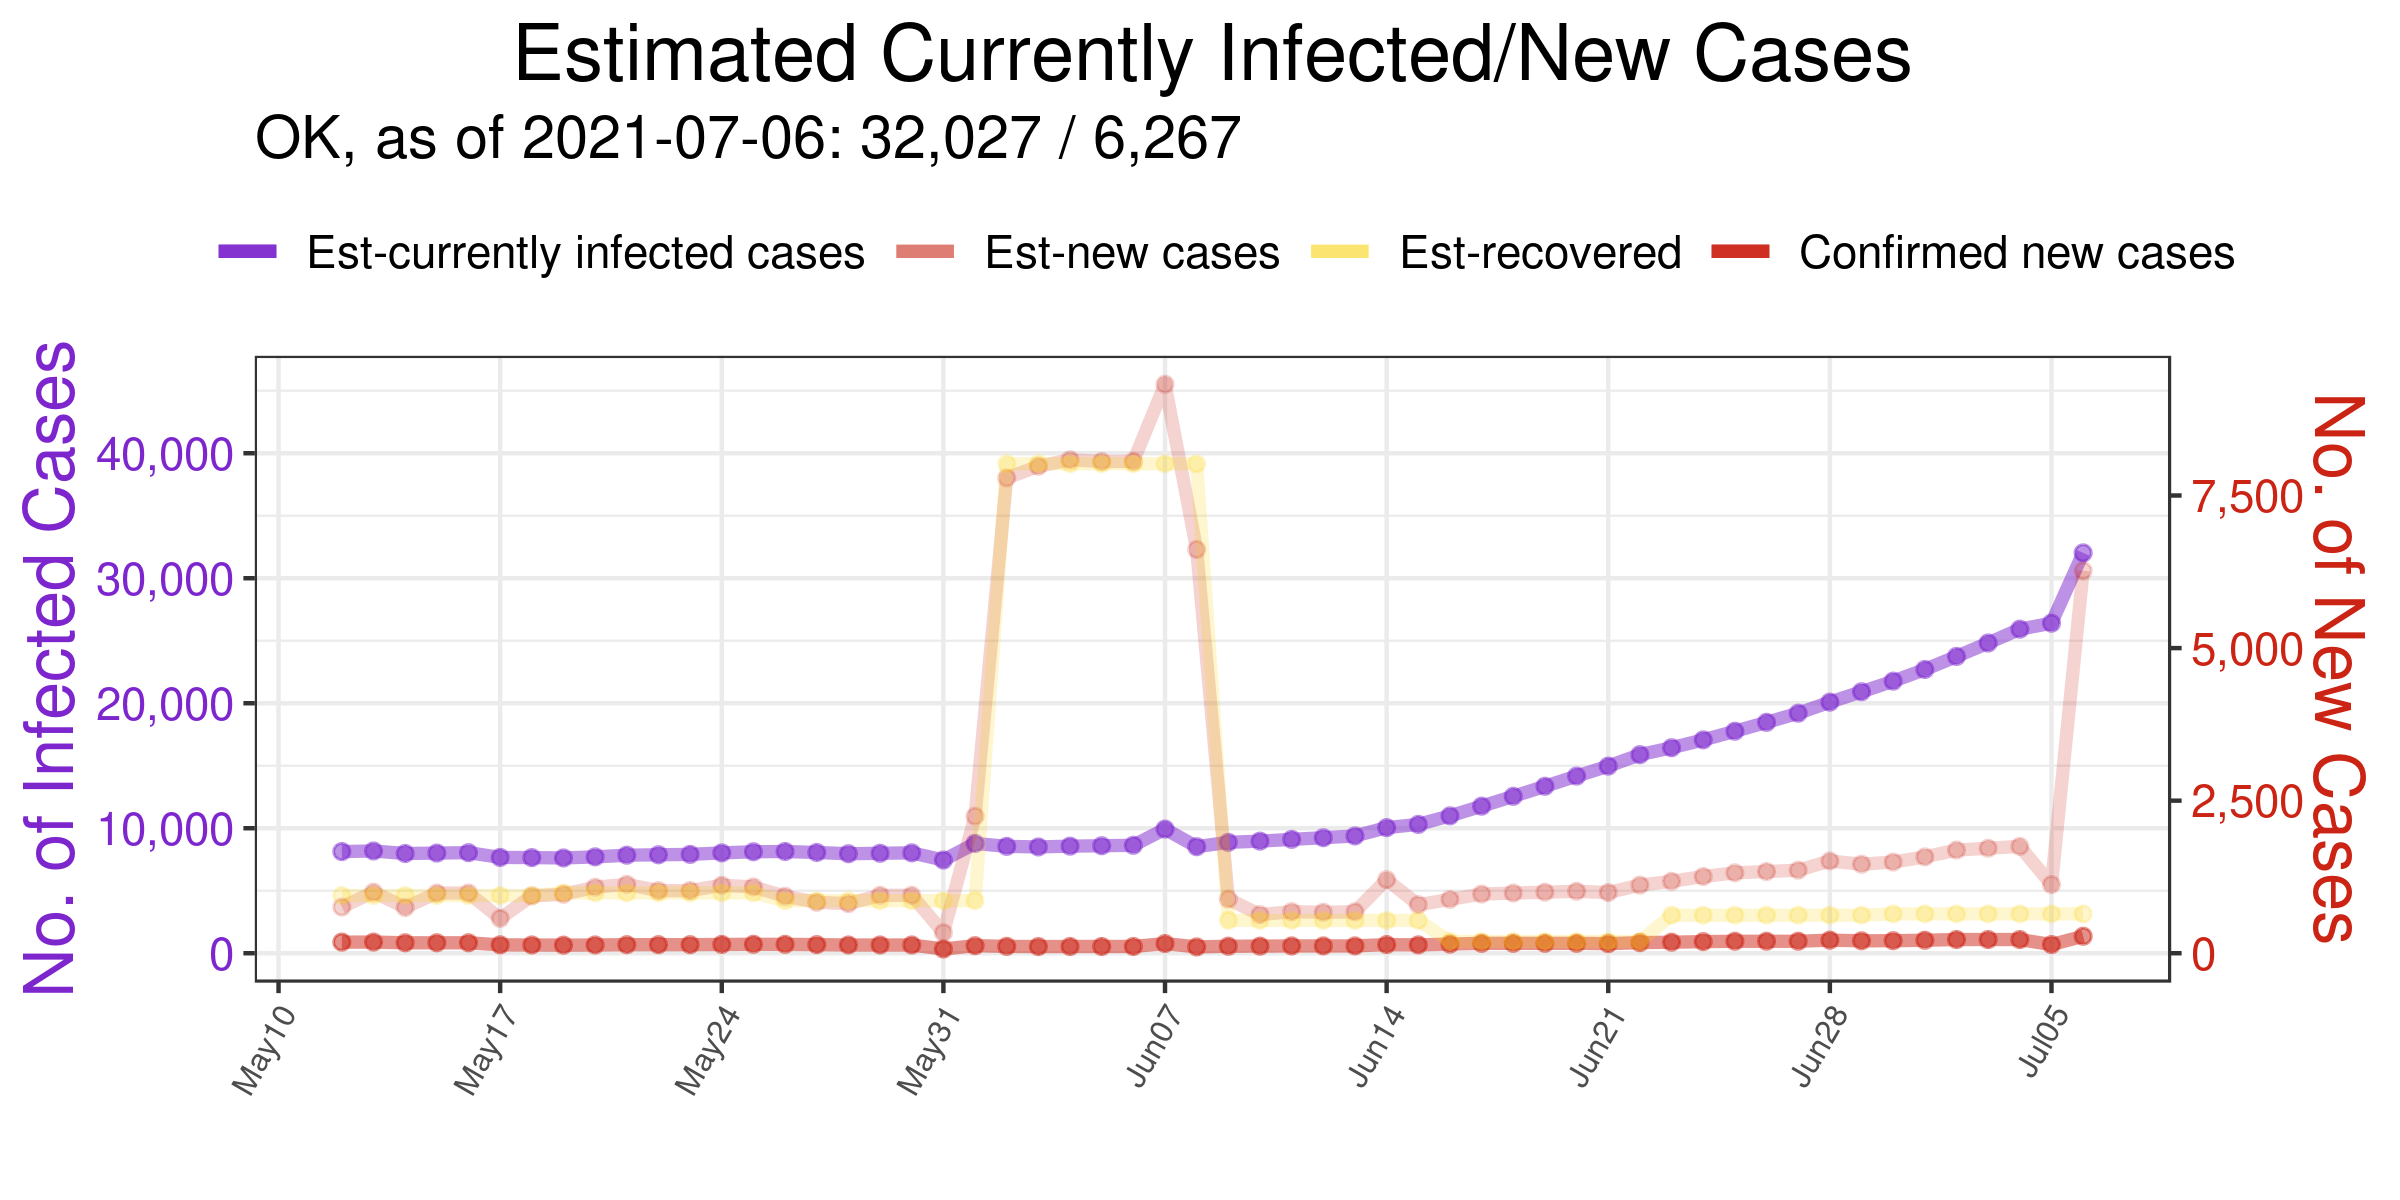 Estimated Currently Infected/New Cases
OK, as of 2021-07-06: 32,027 / 6,267
Est-currently infected cases Est-new cases Est-recovered Confirmed new cases
No. of Infected Cases
40,000
30,000
20,000
10,000
0
7,500
5,000
2,500
0
No. of New Cases
May10 May17 May24 May31 Jun07 Jun14 Jun21 Jun28 Jul05